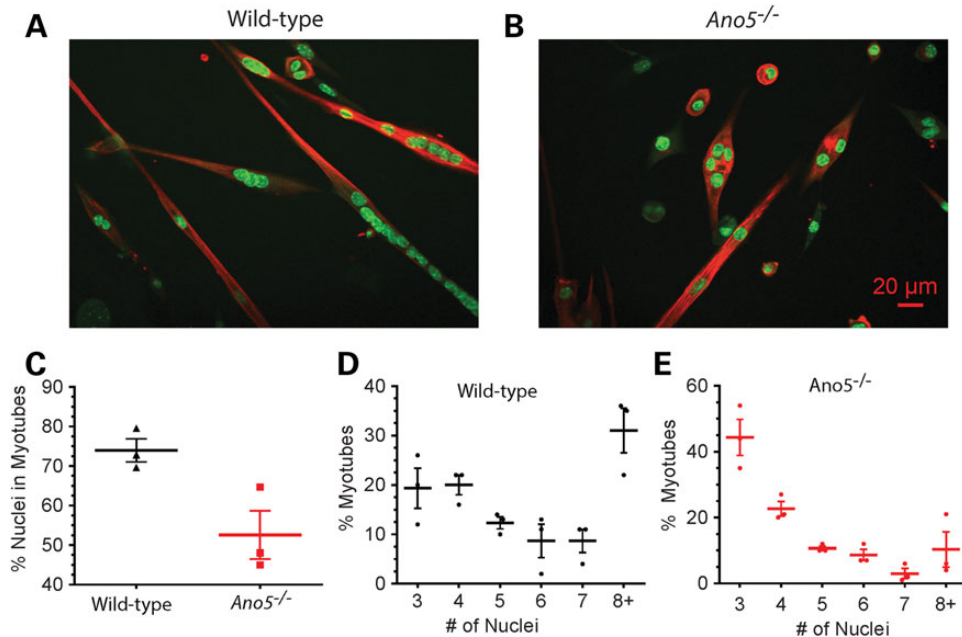 A Wild-type
B Ano5-/-
20 µm
C
% Nuclei in Myotubes
90
80
70
60
50
40
Wild-type Ano5-/-
D Wild-type
% Myotubes
40
30
20
10
0
3 4 5 6 7 8+
# of Nuclei
E Ano5-/-
% Myotubes
60
40
20
0
3 4 5 6 7 8+
# of Nuclei